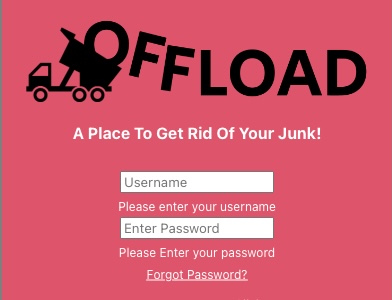 OFFLOAD
A Place To Get Rid Of Your Junk!
Username
Please enter your username
Enter Password
Please Enter your password
Forgot Password?